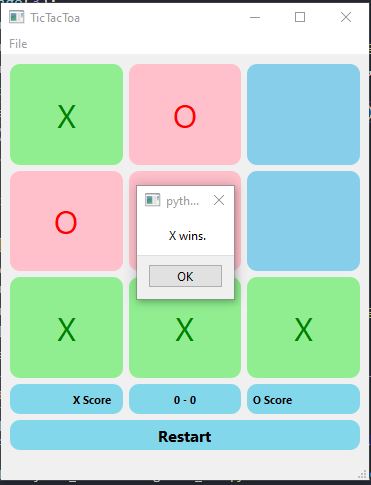 TicTacToa
File
X O
pyth...
O
X wins.
OK
X X X
X Score 0 - 0 O Score
Restart